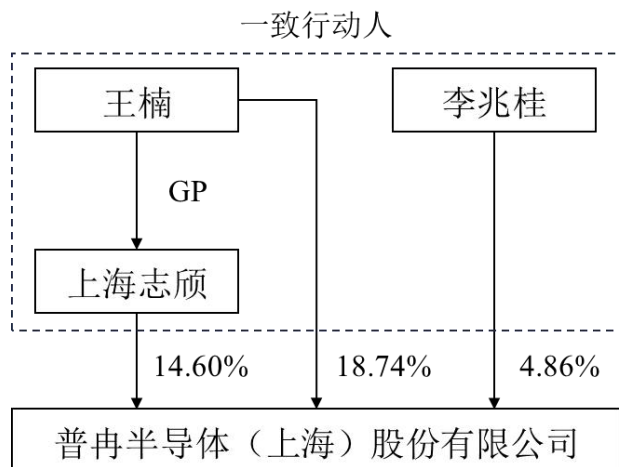 一致行动人
王楠
李兆桂
GP
上海志颀
14.60%
18.74%
4.86%
普冉半导体（上海）股份有限公司